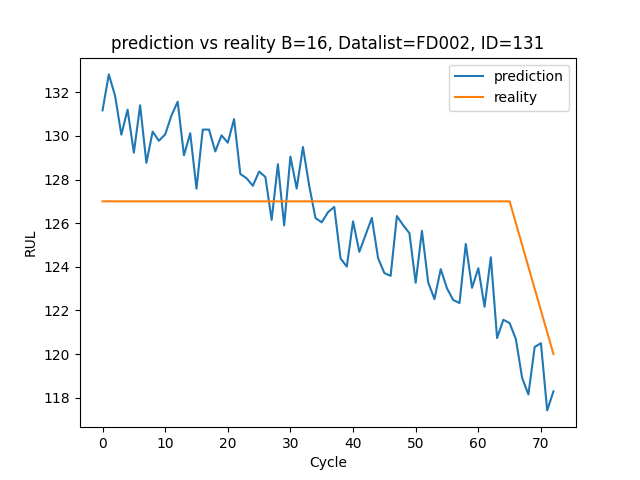 prediction vs reality B=16, Datalist=FD002, ID=131
prediction
reality
132
130
128
126
124
122
120
118
RUL
0 10 20 30 40 50 60 70
Cycle